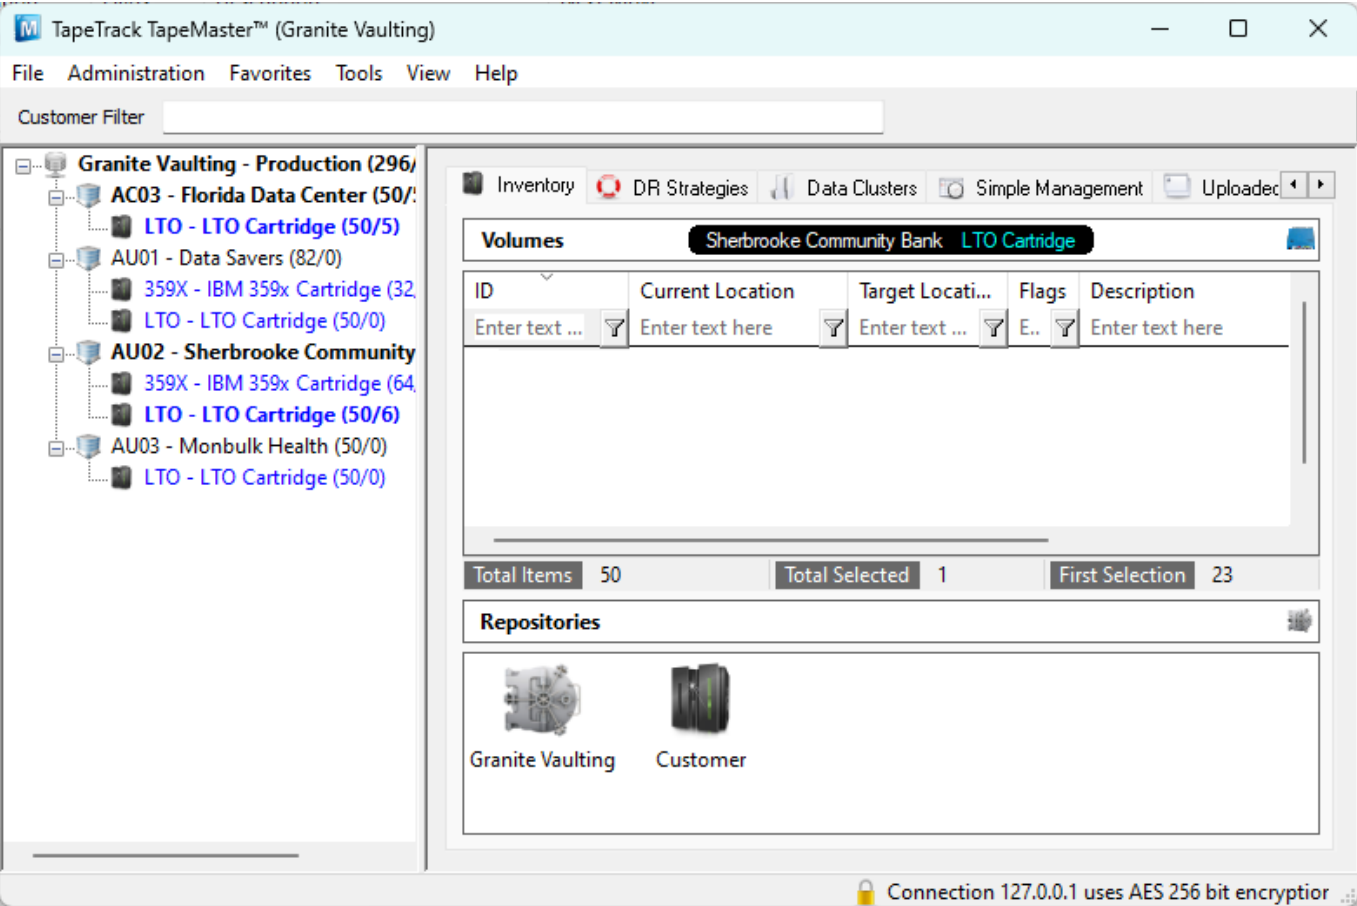 TapeTrack TapeMaster™ (Granite Vaulting)
File Administration Favorites Tools View Help
Customer Filter
Granite Vaulting - Production (296/
AC03 - Florida Data Center (50/
LTO - LTO Cartridge (50/5)
AU01 - Data Savers (82/0)
359X - IBM 359x Cartridge (32,
LTO - LTO Cartridge (50/0)
AU02 - Sherbrooke Community
359X - IBM 359x Cartridge (64,
LTO - LTO Cartridge (50/6)
AU03 - Monbulk Health (50/0)
LTO - LTO Cartridge (50/0)
Inventory DR Strategies Data Clusters Simple Management Uploaded
Volumes Sherbrooke Community Bank LTO Cartridge
ID Current Location Target Locati... Flags Description
Enter text ... Enter text here Enter text ... E.. Enter text here
Total Items 50 Total Selected 1 First Selection 23
Repositories
Granite Vaulting Customer
Connection 127.0.0.1 uses AES 256 bit encryption